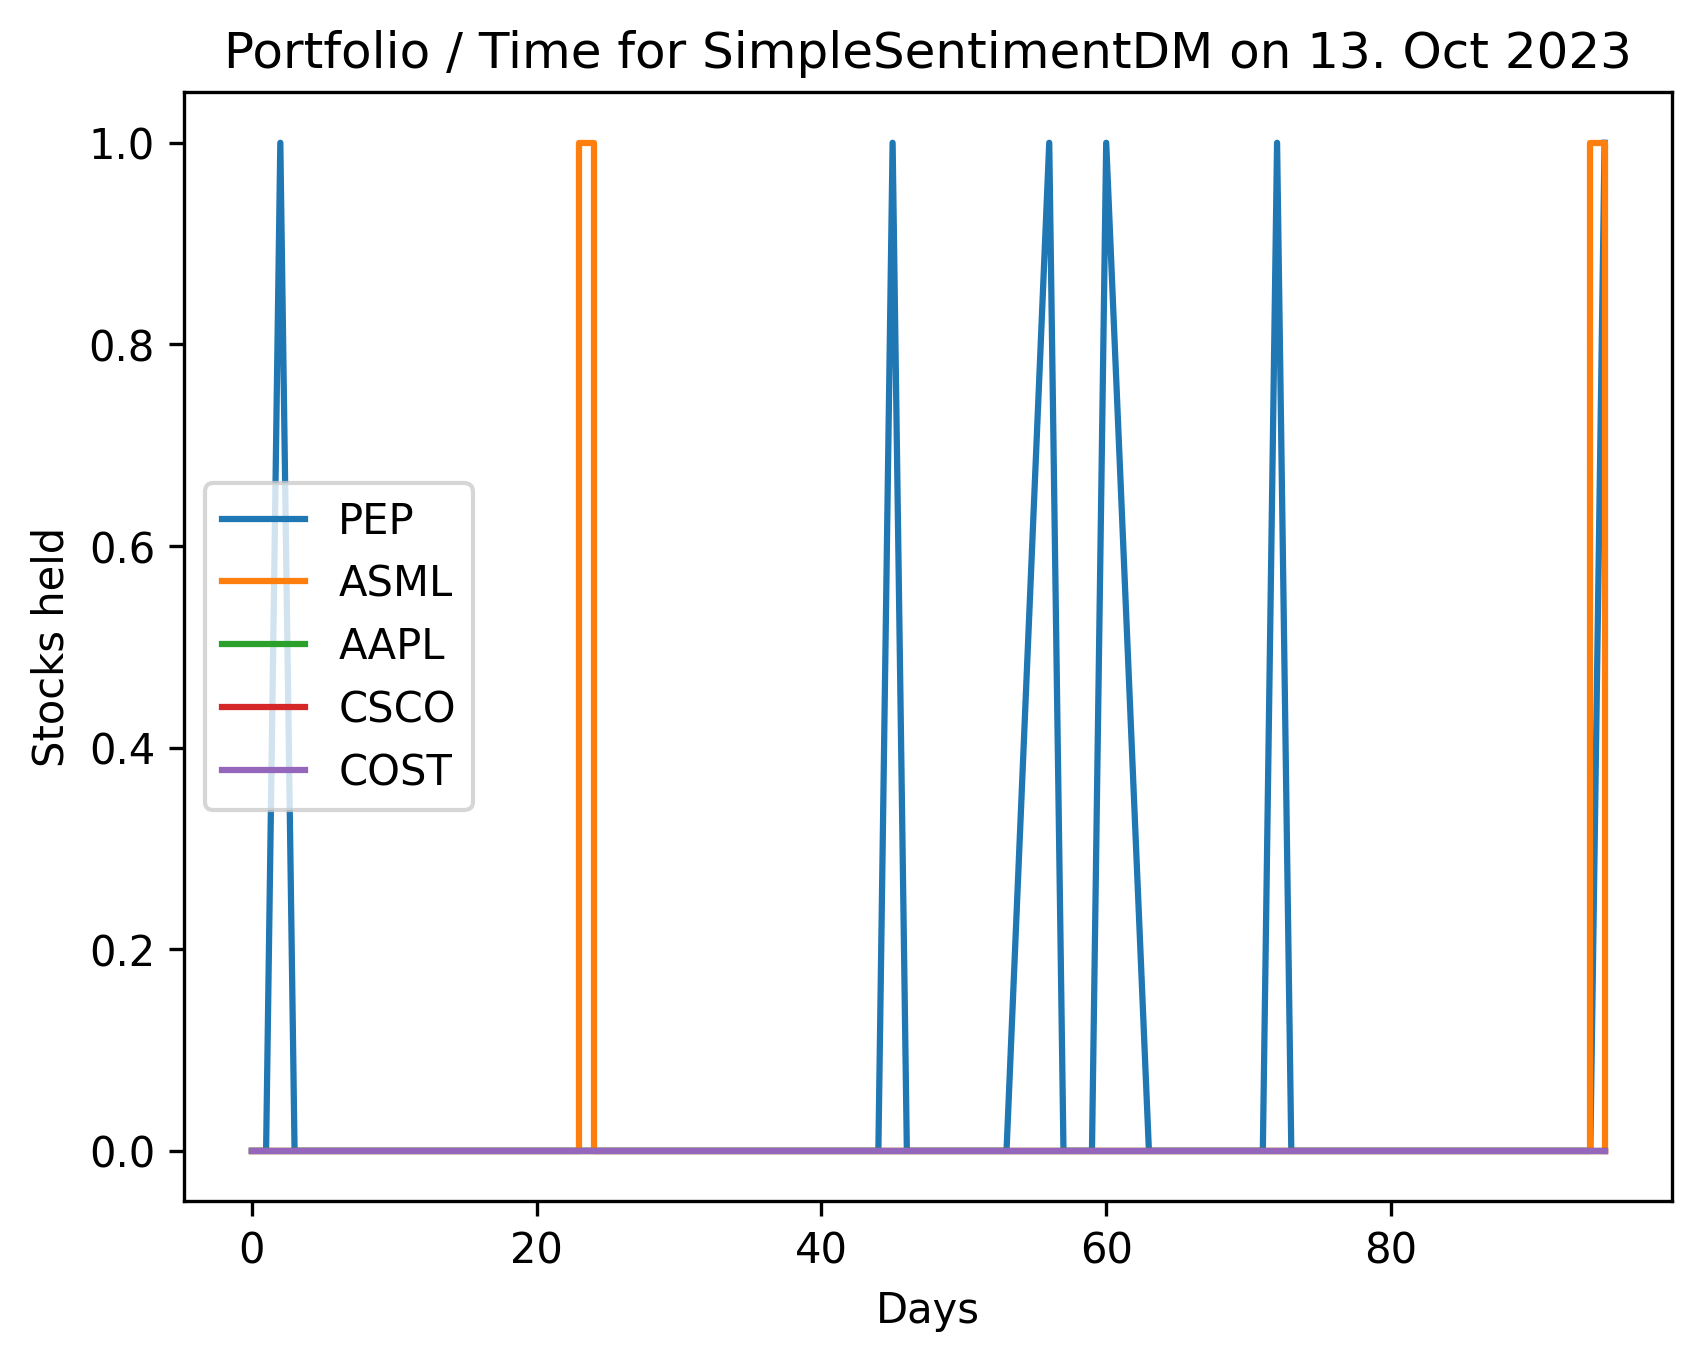 Portfolio / Time for SimpleSentimentDM on 13. Oct 2023
1.0
0.8
0.6
0.4
0.2
0.0
Stocks held
PEP
ASML
AAPL
CSCO
COST
0 20 40 60 80
Days